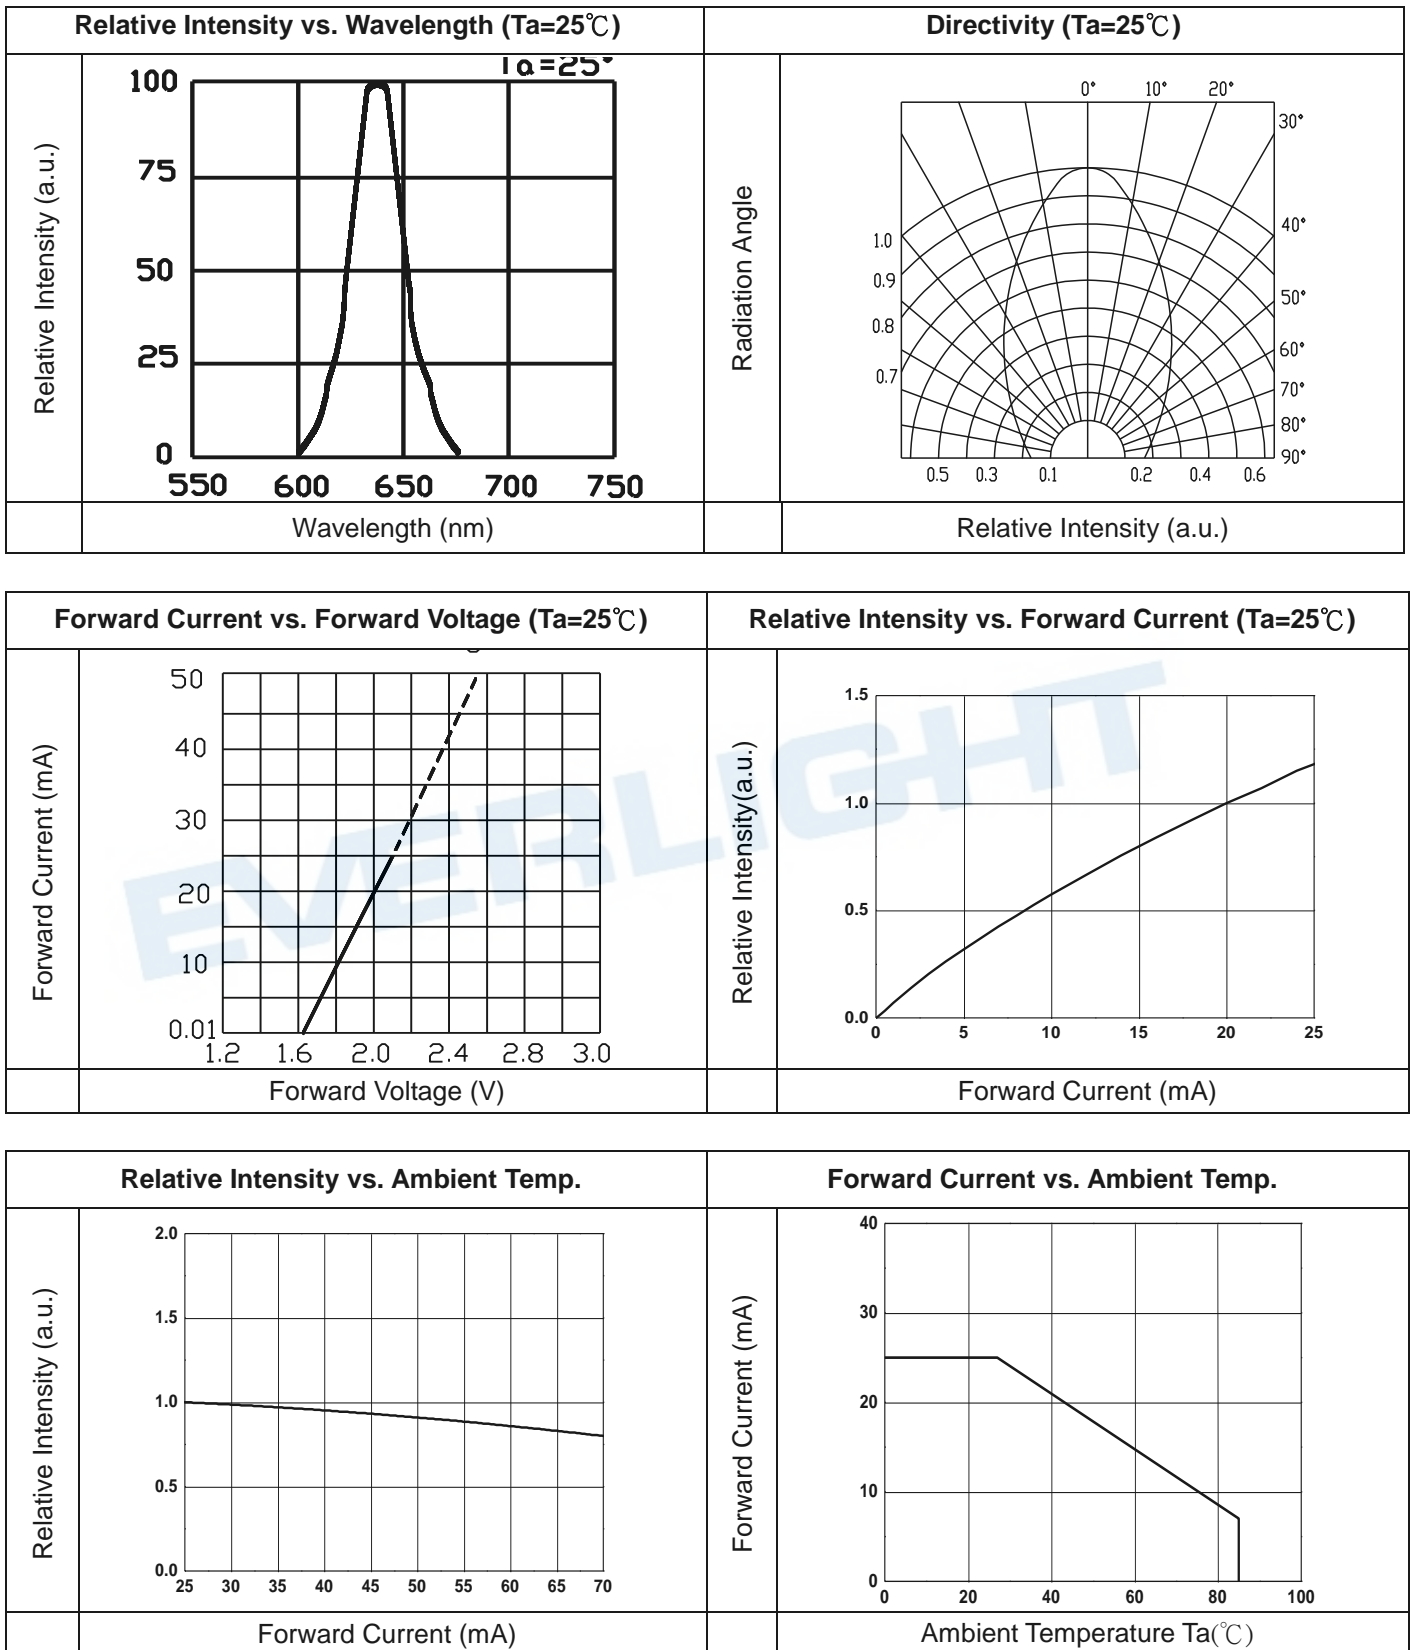 Relative Intensity vs. Wavelength (Ta=25℃)
Directivity (Ta=25℃)
Relative Intensity (a.u.)
Ta=25°
100
75
50
25
0
550 600 650 700 750
Wavelength (nm)
Radiation Angle
0° 10° 20°
30°
40°
50°
60°
70°
80°
90°
1.0
0.9
0.8
0.7
0.5 0.3 0.1 0.2 0.4 0.6
Relative Intensity (a.u.)
Forward Current vs. Forward Voltage (Ta=25℃)
Relative Intensity vs. Forward Current (Ta=25℃)
EVERLIGHT
Forward Current (mA)
50
40
30
20
10
0.01
1.2 1.6 2.0 2.4 2.8 3.0
Forward Voltage (V)
Relative Intensity(a.u.)
1.5
1.0
0.5
0.0
0 5 10 15 20 25
Forward Current (mA)
Relative Intensity vs. Ambient Temp.
Forward Current vs. Ambient Temp.
Relative Intensity (a.u.)
2.0
1.5
1.0
0.5
0.0
25 30 35 40 45 50 55 60 65 70
Forward Current (mA)
Forward Current (mA)
40
30
20
10
0
0 20 40 60 80 100
Ambient Temperature Ta(℃)